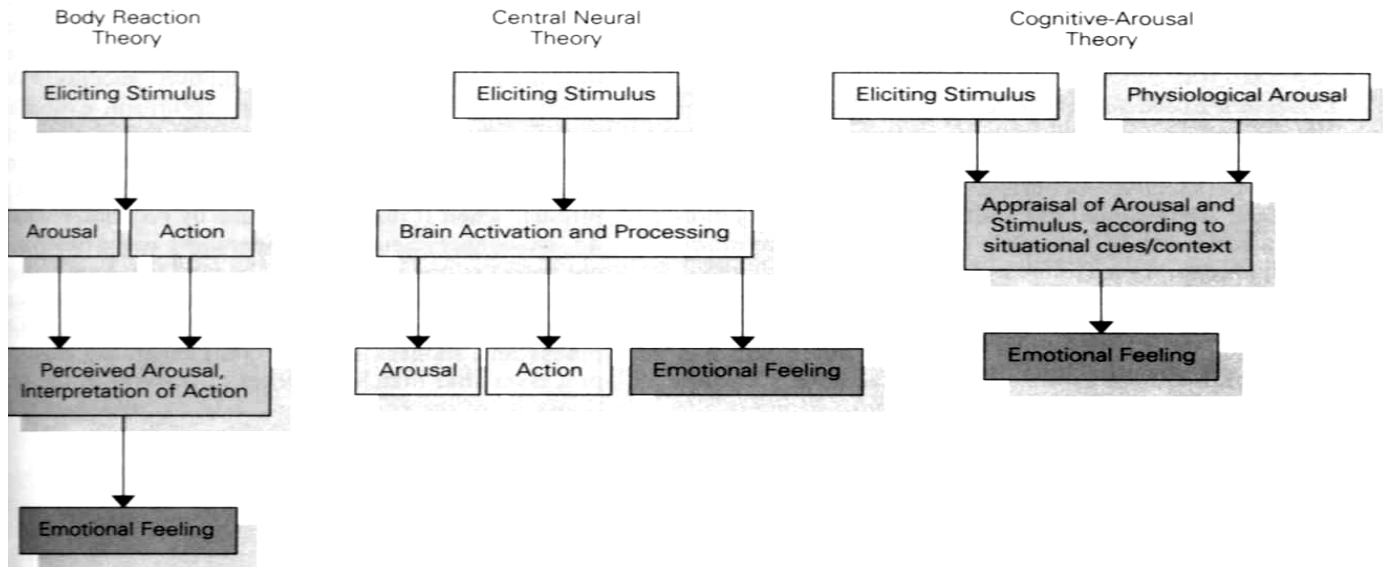 Body Reaction
Theory
Eliciting Stimulus
Arousal
Action
Perceived Arousal,
Interpretation of Action
Emotional Feeling
Central Neural
Theory
Eliciting Stimulus
Brain Activation and Processing
Arousal
Action
Emotional Feeling
Cognitive-Arousal
Theory
Eliciting Stimulus
Physiological Arousal
Appraisal of Arousal and
Stimulus, according to
situational cues/context
Emotional Feeling